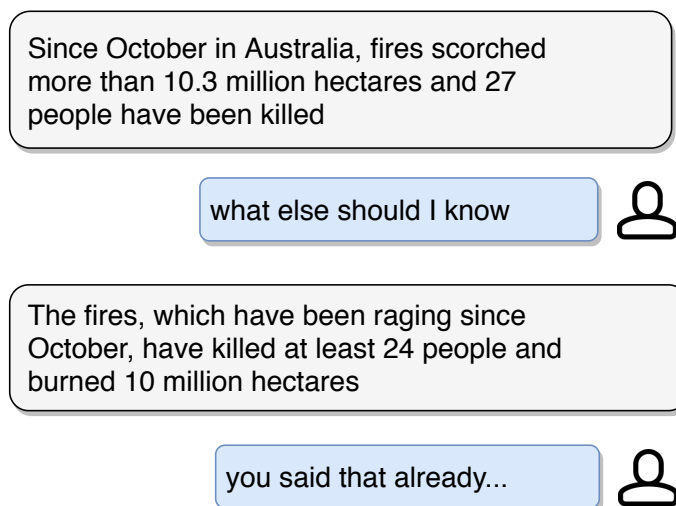 Since October in Australia, fires scorched
more than 10.3 million hectares and 27
people have been killed
what else should I know
The fires, which have been raging since
October, have killed at least 24 people and
burned 10 million hectares
you said that already...